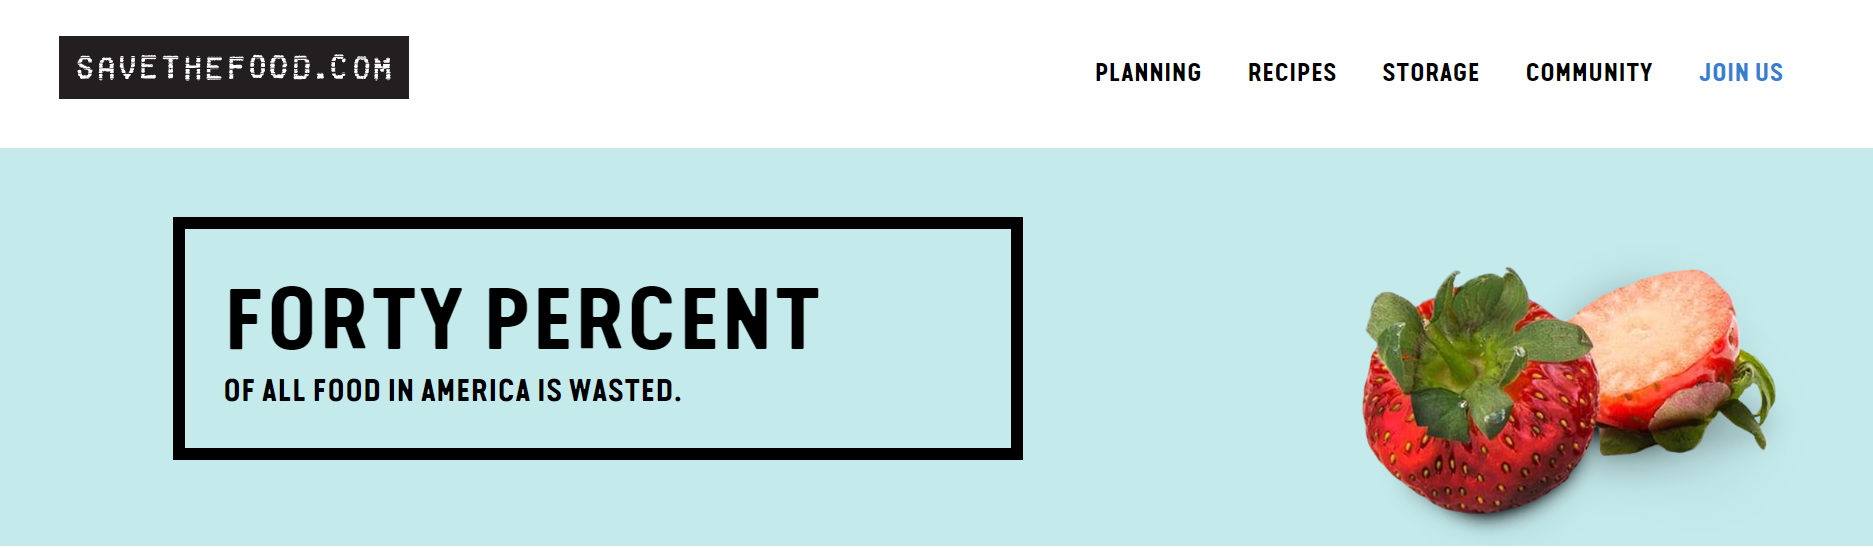 SAVETHEFOOD.COM
PLANNING RECIPES STORAGE COMMUNITY JOIN US
FORTY PERCENT
OF ALL FOOD IN AMERICA IS WASTED.